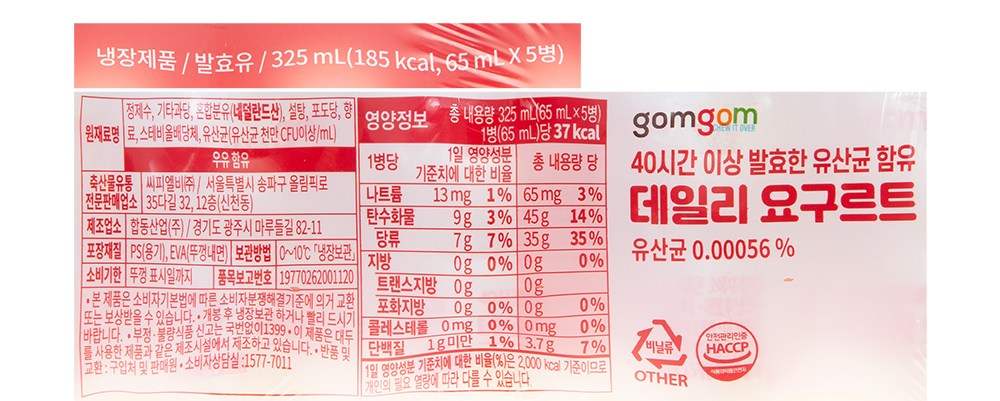 냉장제품 / 발효유 / 325 mL(185 kcal, 65 mL X 5병)
원재료명
정제수, 기타과당, 혼합분유(네덜란드산), 설탕, 포도당, 향
료, 스테비올배당체, 유산균(유산균 천만 CFU이상/mL)
우유 함유
축산물유통
전문판매업소
씨피엘비㈜ / 서울특별시 송파구 올림픽로
35다길 32, 12층(신천동)
제조업소 합동산업(주) / 경기도 광주시 마루들길 82-11
포장재질 PS(용기), EVA(뚜껑내면) 보관방법 0~10℃ 「냉장보관」
소비기한 뚜껑 표시일까지 품목보고번호 19770262001120
• 본 제품은 소비자기본법에 따른 소비자분쟁해결기준에 의거 교환
또는 보상받을 수 있습니다. • 개봉 후 냉장보관 하거나 빨리 드시기
바랍니다. • 부정·불량식품 신고는 국번없이1399 • 이 제품은 대두
를 사용한 제품과 같은 제조시설에서 제조하고 있습니다. • 반품 및
교환 : 구입처 및 판매원 • 소비자상담실 :1577-7011
영양정보
총 내용량 325 mL(65 mL x 5병)
1병(65 mL)당 37 kcal
1병당 1일 영양성분 기준치에 대한 비율 총 내용량 당
나트륨 13 mg 1% 65 mg 3%
탄수화물 9g 3% 45g 14%
당류 7g 7% 35g 35%
지방 0g 0% 0g 0%
트랜스지방 0g 0g
포화지방 0g 0% 0g 0%
콜레스테롤 0 mg 0% 0 mg 0%
단백질 1 g 미만 1% 3.7 g 7%
1일 영양성분 기준치에 대한 비율(%)은 2,000 kcal 기준이므로
개인의 필요 열량에 따라 다를 수 있습니다.
gomgom
CHEW IT OVER
40시간 이상 발효한 유산균 함유
데일리 요구르트
유산균 0.00056 %
비닐류
OTHER
안전관리인증
HACCP
식품의약품안전처